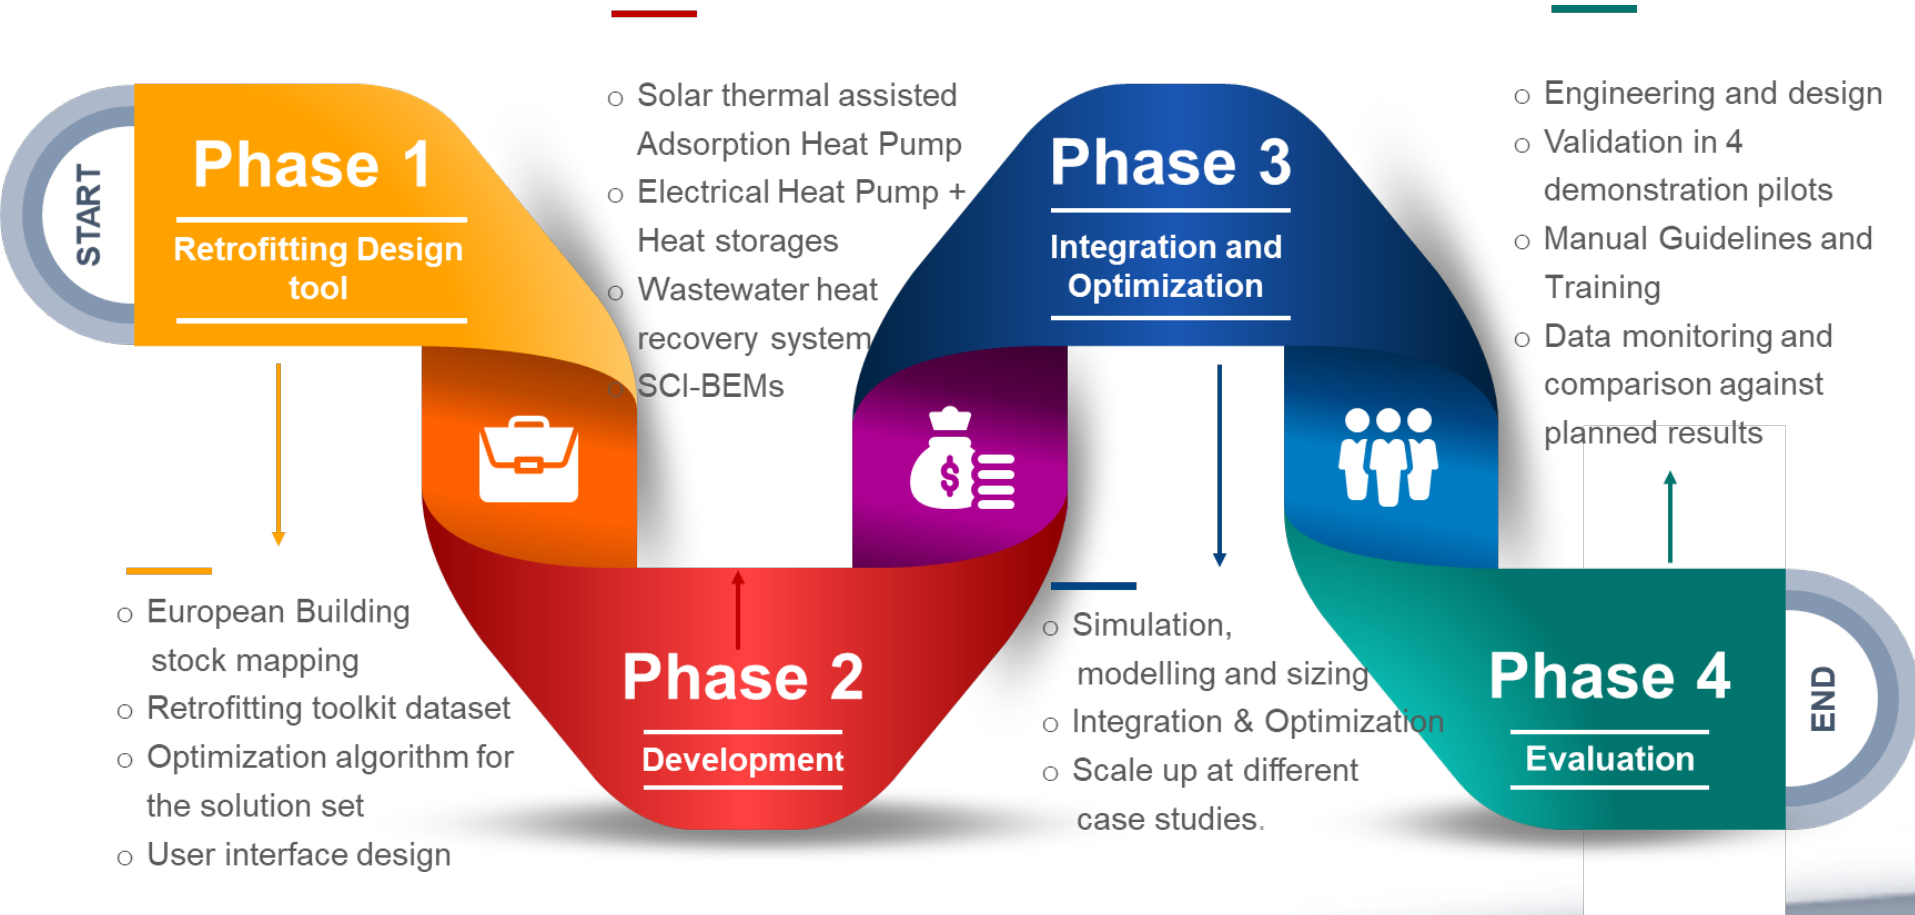 START
Phase 1
Retrofitting Design
tool
European Building
stock mapping
Retrofitting toolkit dataset
Optimization algorithm for
the solution set
User interface design
Solar thermal assisted
Adsorption Heat Pump
Electrical Heat Pump +
Heat storages
Wastewater heat
recovery system
SCI-BEMs
Phase 2
Development
Phase 3
Integration and
Optimization
Simulation,
modelling and sizing
Integration & Optimization
Scale up at different
case studies.
Engineering and design
Validation in 4
demonstration pilots
Manual Guidelines and
Training
Data monitoring and
comparison against
planned results
Phase 4
Evaluation
END